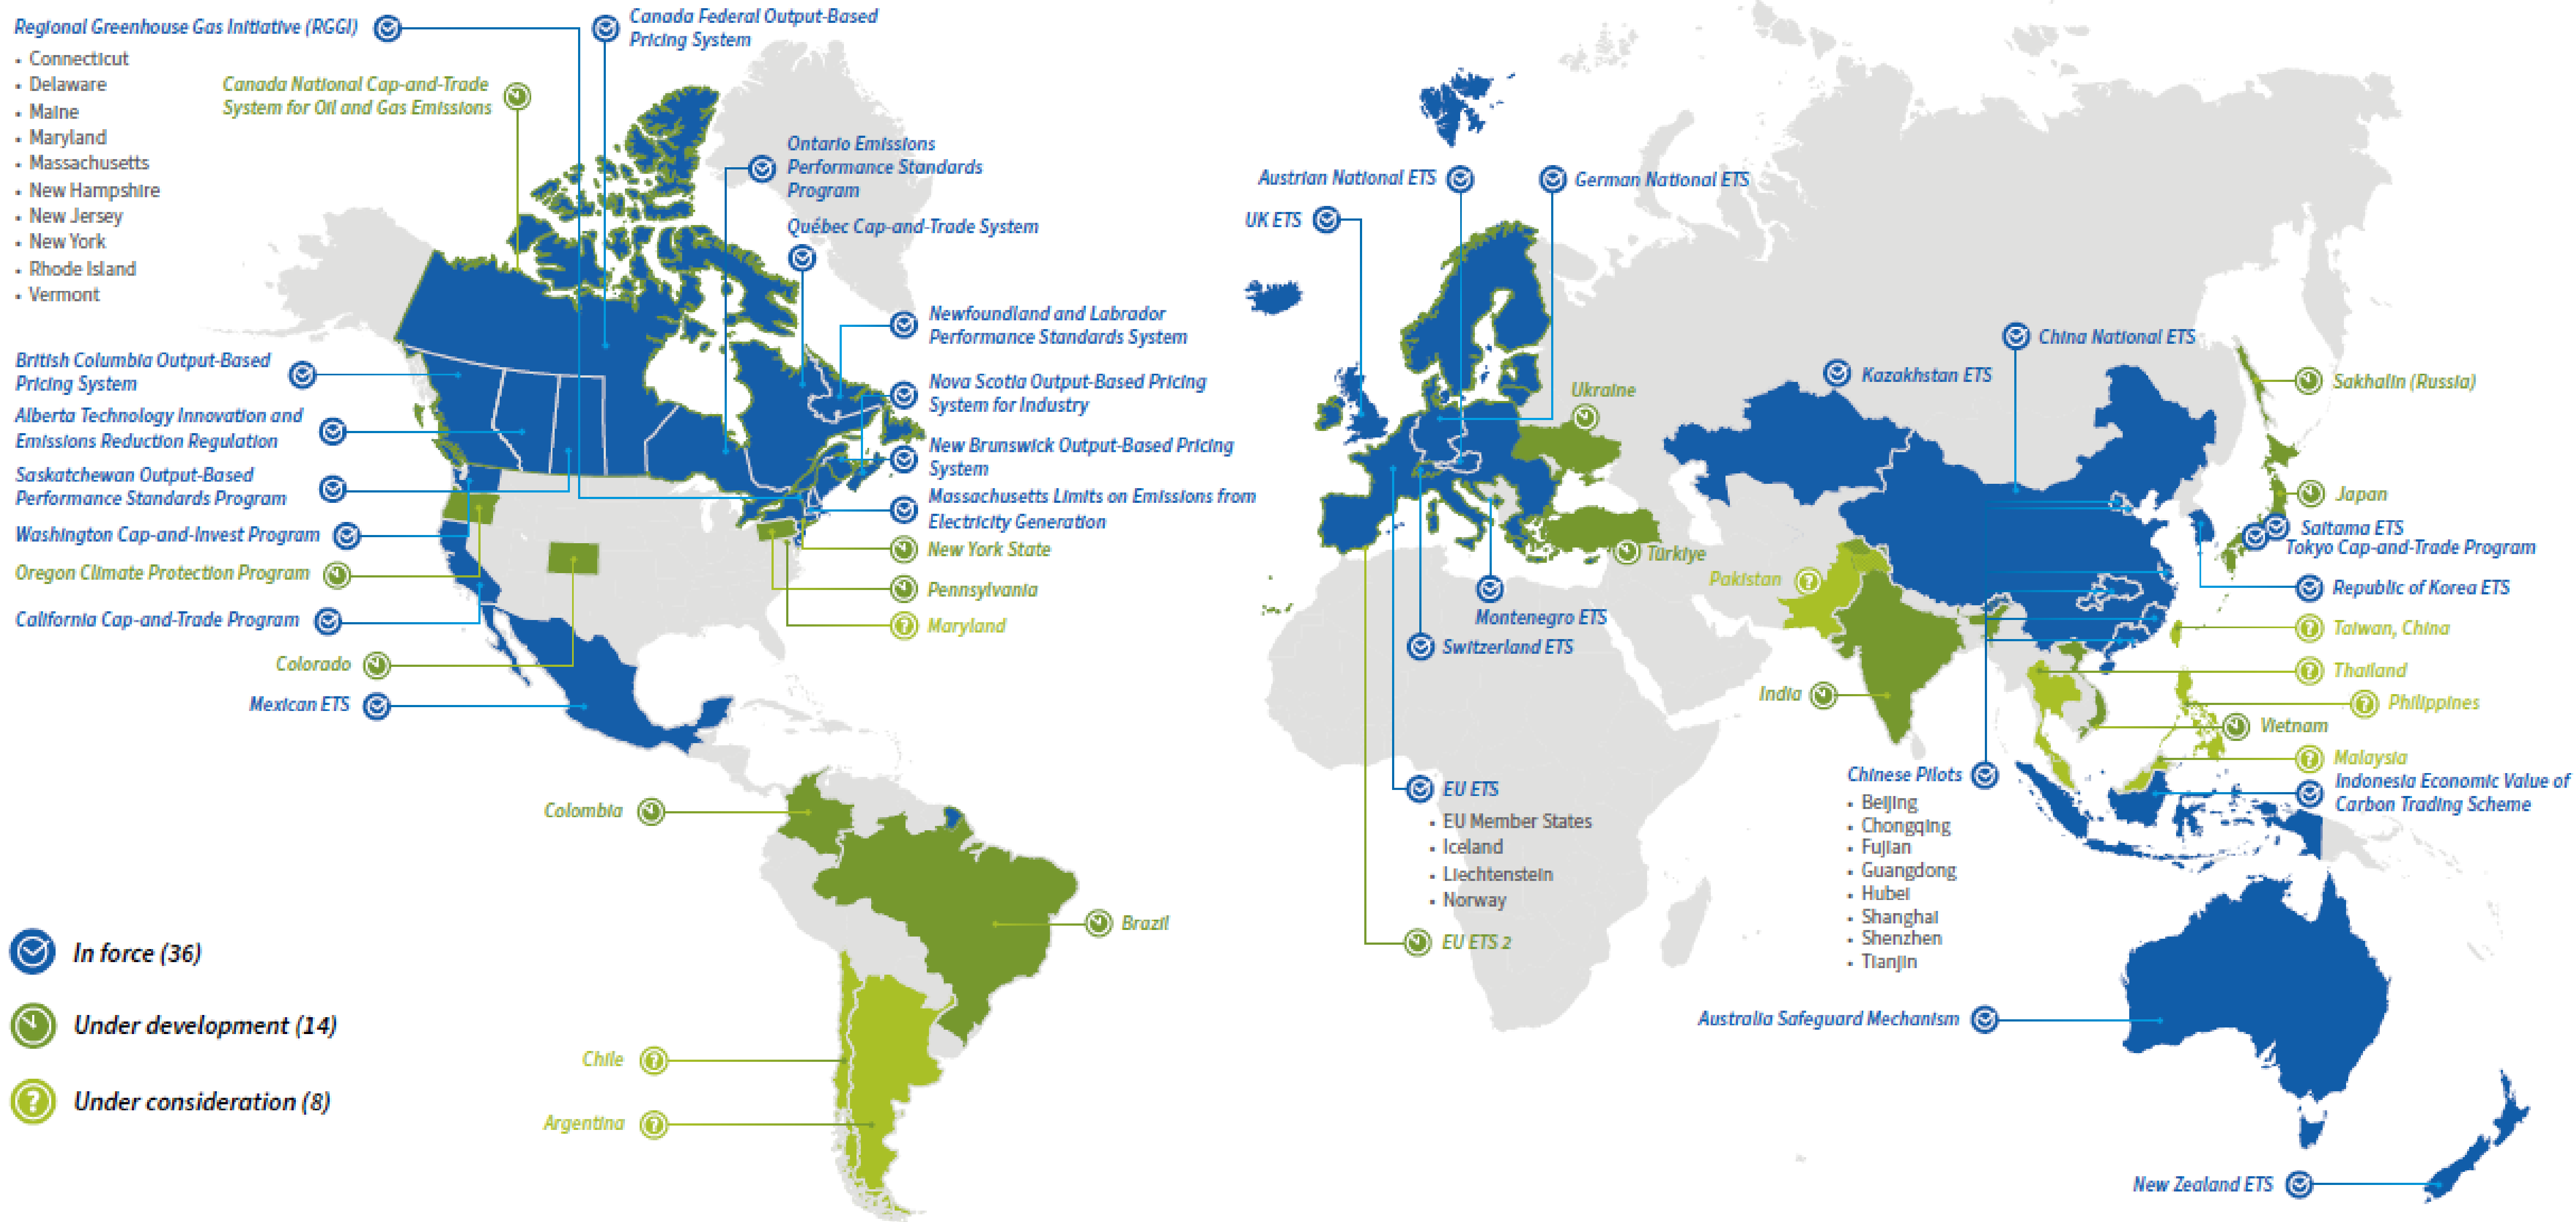 Regional Greenhouse Gas Initiative (RGGI)
• Connecticut
• Delaware
• Maine
• Maryland
• Massachusetts
• New Hampshire
• New Jersey
• New York
• Rhode Island
• Vermont
Canada Federal Output-Based
Pricing System
Canada National Cap-and-Trade
System for Oil and Gas Emissions
Ontario Emissions
Performance Standards
Program
Québec Cap-and-Trade System
Newfoundland and Labrador
Performance Standards System
Nova Scotia Output-Based Pricing
System for Industry
New Brunswick Output-Based Pricing
System
Massachusetts Limits on Emissions from
Electricity Generation
New York State
Pennsylvania
Maryland
British Columbia Output-Based
Pricing System
Alberta Technology Innovation and
Emissions Reduction Regulation
Saskatchewan Output-Based
Performance Standards Program
Washington Cap-and-Invest Program
Oregon Climate Protection Program
California Cap-and-Trade Program
Colorado
Mexican ETS
Colombia
Brazil
Chile
Argentina
In force (36)
Under development (14)
? Under consideration (8)
Austrian National ETS
German National ETS
UK ETS
Ukraine
Türkiye
Montenegro ETS
Switzerland ETS
EU ETS
• EU Member States
• Iceland
• Liechtenstein
• Norway
EU ETS 2
Kazakhstan ETS
China National ETS
Sakhalin (Russia)
Japan
Saitama ETS
Tokyo Cap-and-Trade Program
Republic of Korea ETS
Taiwan, China
Thailand
Philippines
Vietnam
Malaysia
Indonesia Economic Value of
Carbon Trading Scheme
Pakistan
India
Chinese Pilots
• Beijing
• Chongqing
• Fujian
• Guangdong
• Hubei
• Shanghai
• Shenzhen
• Tianjin
Australia Safeguard Mechanism
New Zealand ETS